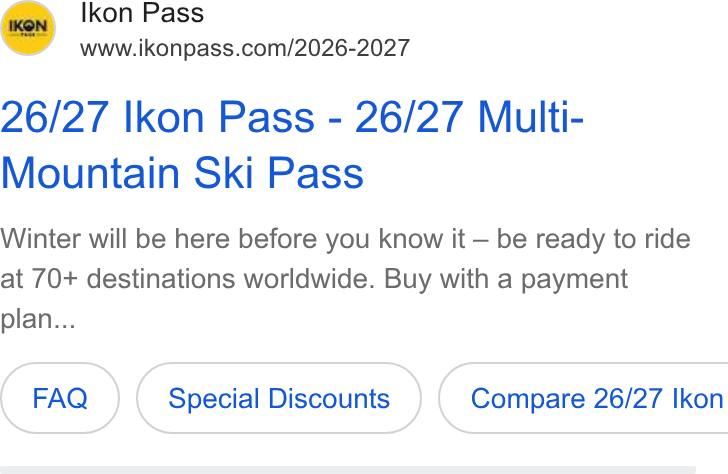 IKON
PASS
Ikon Pass
www.ikonpass.com/2026-2027
26/27 Ikon Pass - 26/27 Multi-
Mountain Ski Pass
Winter will be here before you know it – be ready to ride
at 70+ destinations worldwide. Buy with a payment
plan...
FAQ
Special Discounts
Compare 26/27 Ikon